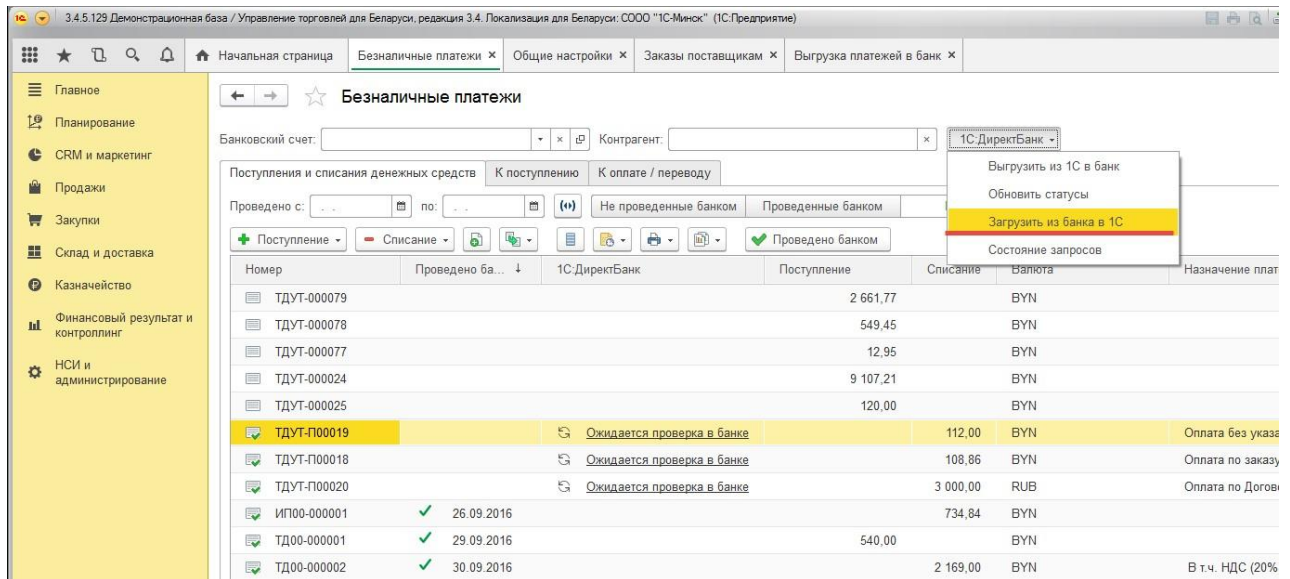 1С 3.4.5.129 Демонстрационная база / Управление торговлей для Беларуси, редакция 3.4. Локализация для Беларуси: СООО "1С-Минск" (1С:Предприятие)
Начальная страница Безналичные платежи × Общие настройки × Заказы поставщикам × Выгрузка платежей в банк ×
Главное
Планирование
CRM и маркетинг
Продажи
Закупки
Склад и доставка
Казначейство
Финансовый результат и
контроллинг
НСИ и
администрирование
Безналичные платежи
Банковский счет: Контрагент: 1С:ДиректБанк
Выгрузить из 1С в банк
Обновить статусы
Загрузить из банка в 1С
Состояние запросов
Поступления и списания денежных средств К поступлению К оплате / переводу
Проведено с: . . по: . . Не проведенные банком Проведенные банком
Поступление Списание Проведено банком
Номер Проведено ба... ↓ 1С:ДиректБанк Поступление Списание Валюта Назначение плат
ТДУТ-000079 2 661,77 BYN
ТДУТ-000078 549,45 BYN
ТДУТ-000077 12,95 BYN
ТДУТ-000024 9 107,21 BYN
ТДУТ-000025 120,00 BYN
ТДУТ-П00019 Ожидается проверка в банке 112,00 BYN Оплата без указа
ТДУТ-П00018 Ожидается проверка в банке 108,86 BYN Оплата по заказу
ТДУТ-П00020 Ожидается проверка в банке 3 000,00 RUB Оплата по Догов
ИП00-000001 26.09.2016 734,84 BYN
ТД00-000001 29.09.2016 540,00 BYN
ТД00-000002 30.09.2016 2 169,00 BYN В т.ч. НДС (20%